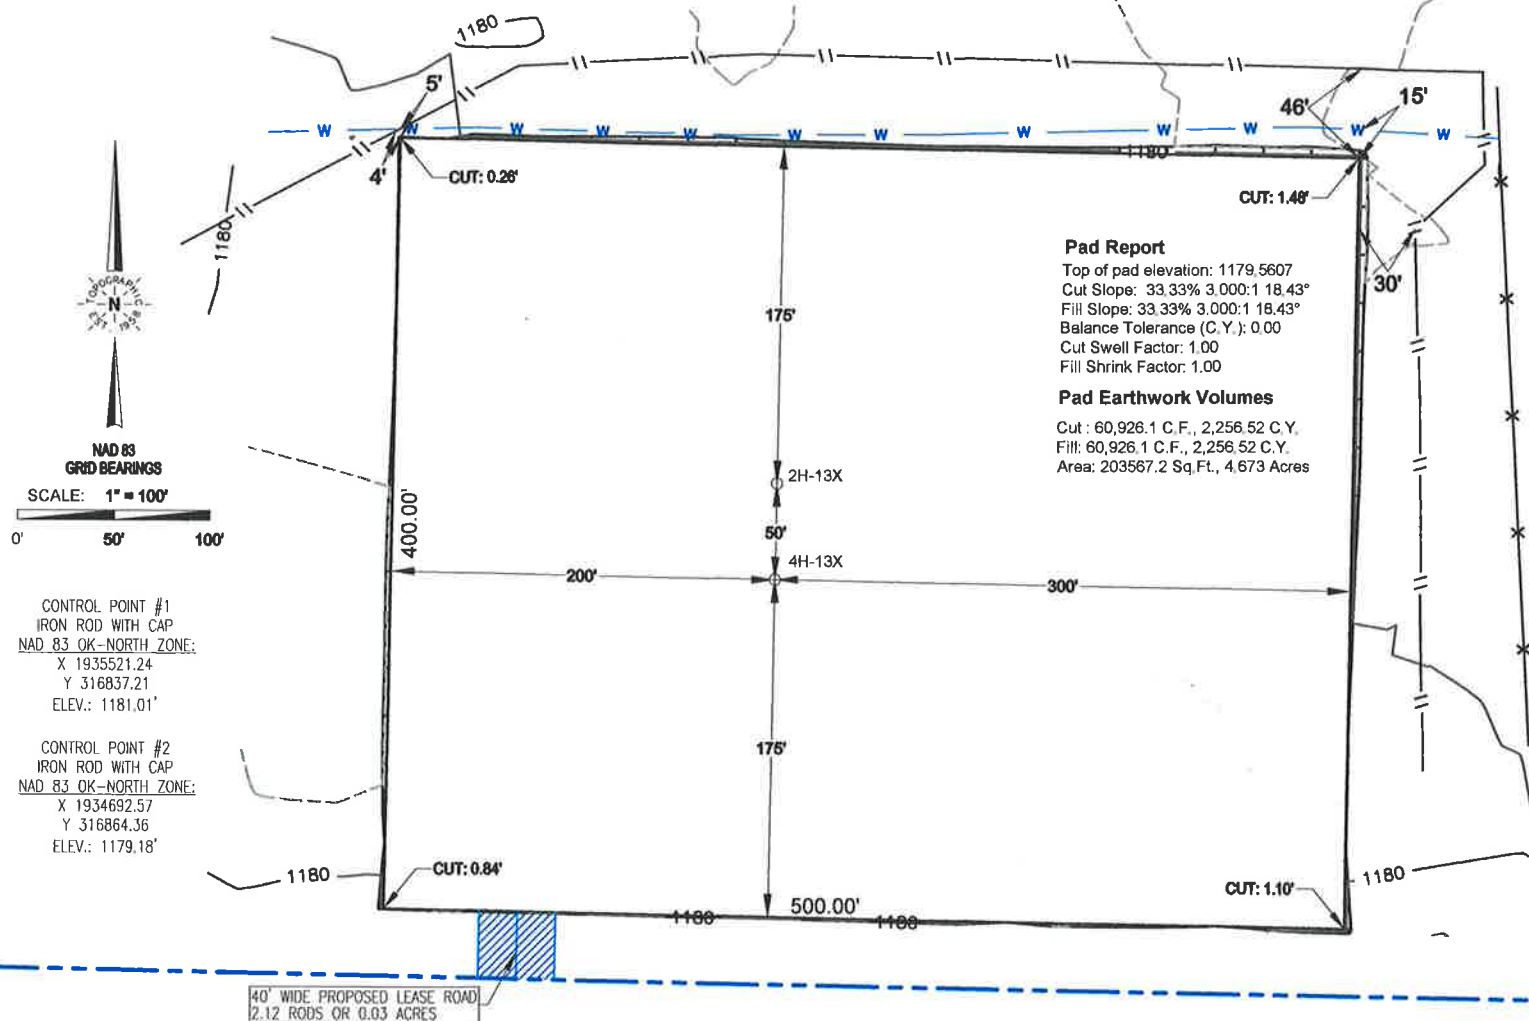 1180
5'
46'
15'
W W W W W W W W W W W W
1180
4'
CUT: 0.26'
CUT: 1.48'
1180
Pad Report
Top of pad elevation: 1179.5607
Cut Slope: 33.33% 3.000:1 18.43°
Fill Slope: 33.33% 3.000:1 18.43°
Balance Tolerance (C.Y.): 0.00
Cut Swell Factor: 1.00
Fill Shrink Factor: 1.00
30'
TOPOGRAPHIC
N
EST. 1958
175'
Pad Earthwork Volumes
Cut : 60,926.1 C.F., 2,256.52 C.Y.
Fill: 60,926.1 C.F., 2,256.52 C.Y.
Area: 203567.2 Sq.Ft., 4.673 Acres
NAD 83
GRID BEARINGS
SCALE: 1" = 100'
0' 50' 100'
2H-13X
400.00'
50'
4H-13X
200'
300'
CONTROL POINT #1
IRON ROD WITH CAP
NAD 83 OK-NORTH ZONE:
X 1935521.24
Y 316837.21
ELEV.: 1181.01'
CONTROL POINT #2
IRON ROD WITH CAP
NAD 83 OK-NORTH ZONE:
X 1934692.57
Y 316864.36
ELEV.: 1179.18'
175'
1180
CUT: 0.84'
CUT: 1.10'
1180
500.00'
1180
1180
40' WIDE PROPOSED LEASE ROAD
2.12 RODS OR 0.03 ACRES